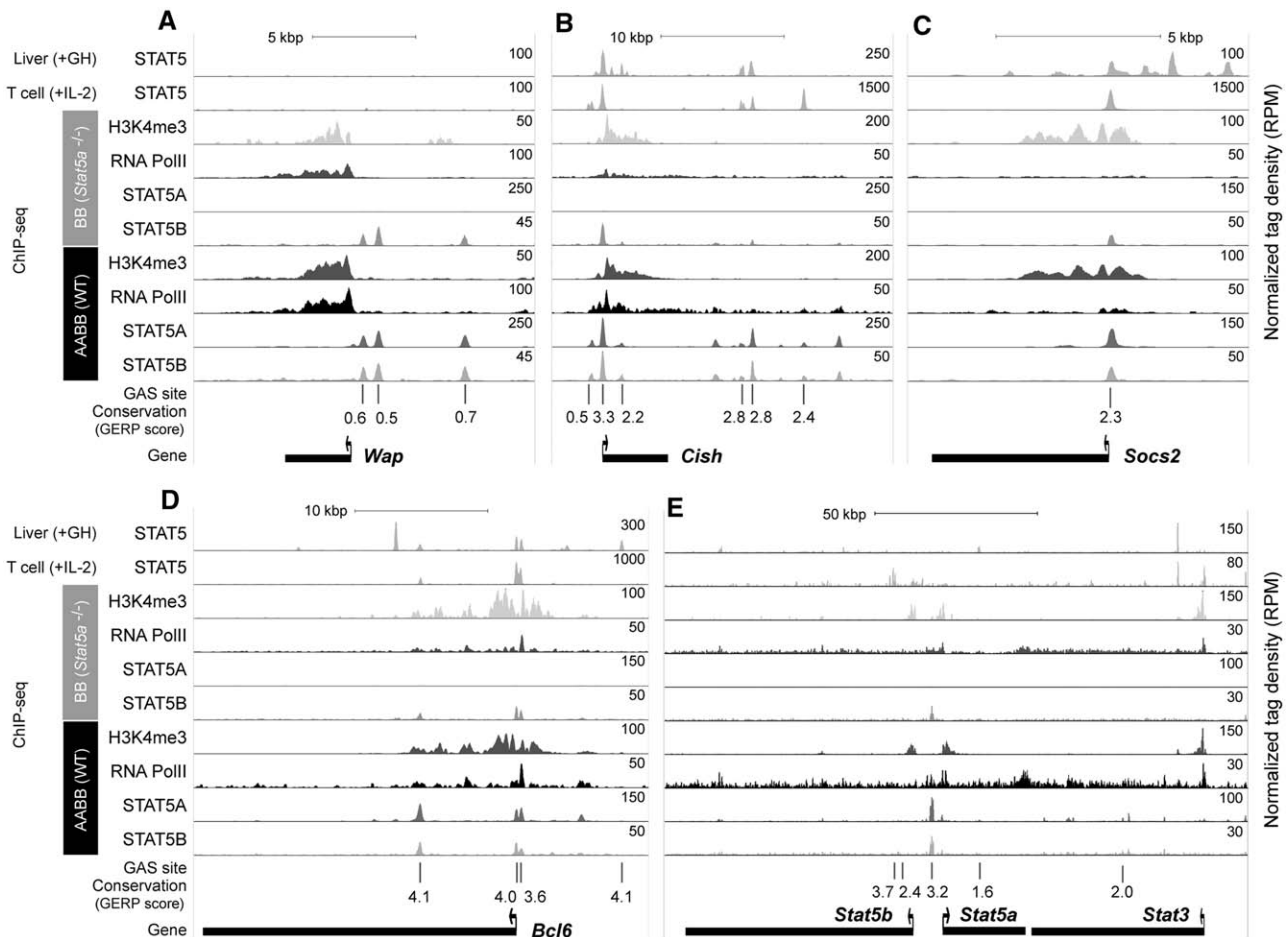 A
B
C
5 kbp
10 kbp
5 kbp
Liver (+GH) STAT5 100 250 100
T cell (+IL-2) STAT5 100 1500 1500
H3K4me3 50 200 100
RNA PolII 100 50 50
STAT5A 250 250 150
STAT5B 45 50 50
H3K4me3 50 200 100
RNA PolII 100 50 50
STAT5A 250 250 150
STAT5B 45 50 50
ChIP-seq
BB (Stat5a -/-)
AABB (WT)
Normalized tag density (RPM)
GAS site
Conservation 0.6 0.5 0.7 0.5 3.3 2.2 2.8 2.8 2.4 2.3
(GERP score)
Gene Wap Cish Socs2
D
E
10 kbp
50 kbp
Liver (+GH) STAT5 300 150
T cell (+IL-2) STAT5 1000 80
H3K4me3 100 150
RNA PolII 50 30
STAT5A 150 100
STAT5B 50 30
H3K4me3 100 150
RNA PolII 50 30
STAT5A 150 100
STAT5B 50 30
ChIP-seq
BB (Stat5a -/-)
AABB (WT)
Normalized tag density (RPM)
GAS site
Conservation 4.1 4.0 3.6 4.1 3.7 2.4 3.2 1.6 2.0
(GERP score)
Stat5b Stat5a Stat3
Gene Bcl6